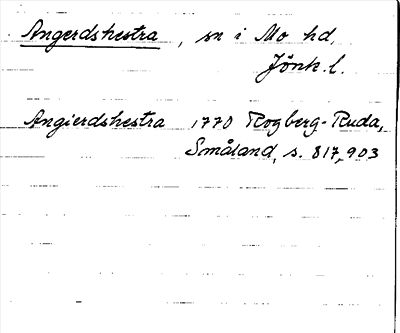 Angerdshestra, sn i Mo hd,
Jönk. l.
Angierdshestra 1770 Rogberg-Ruda,
Småland, s. 817, 903